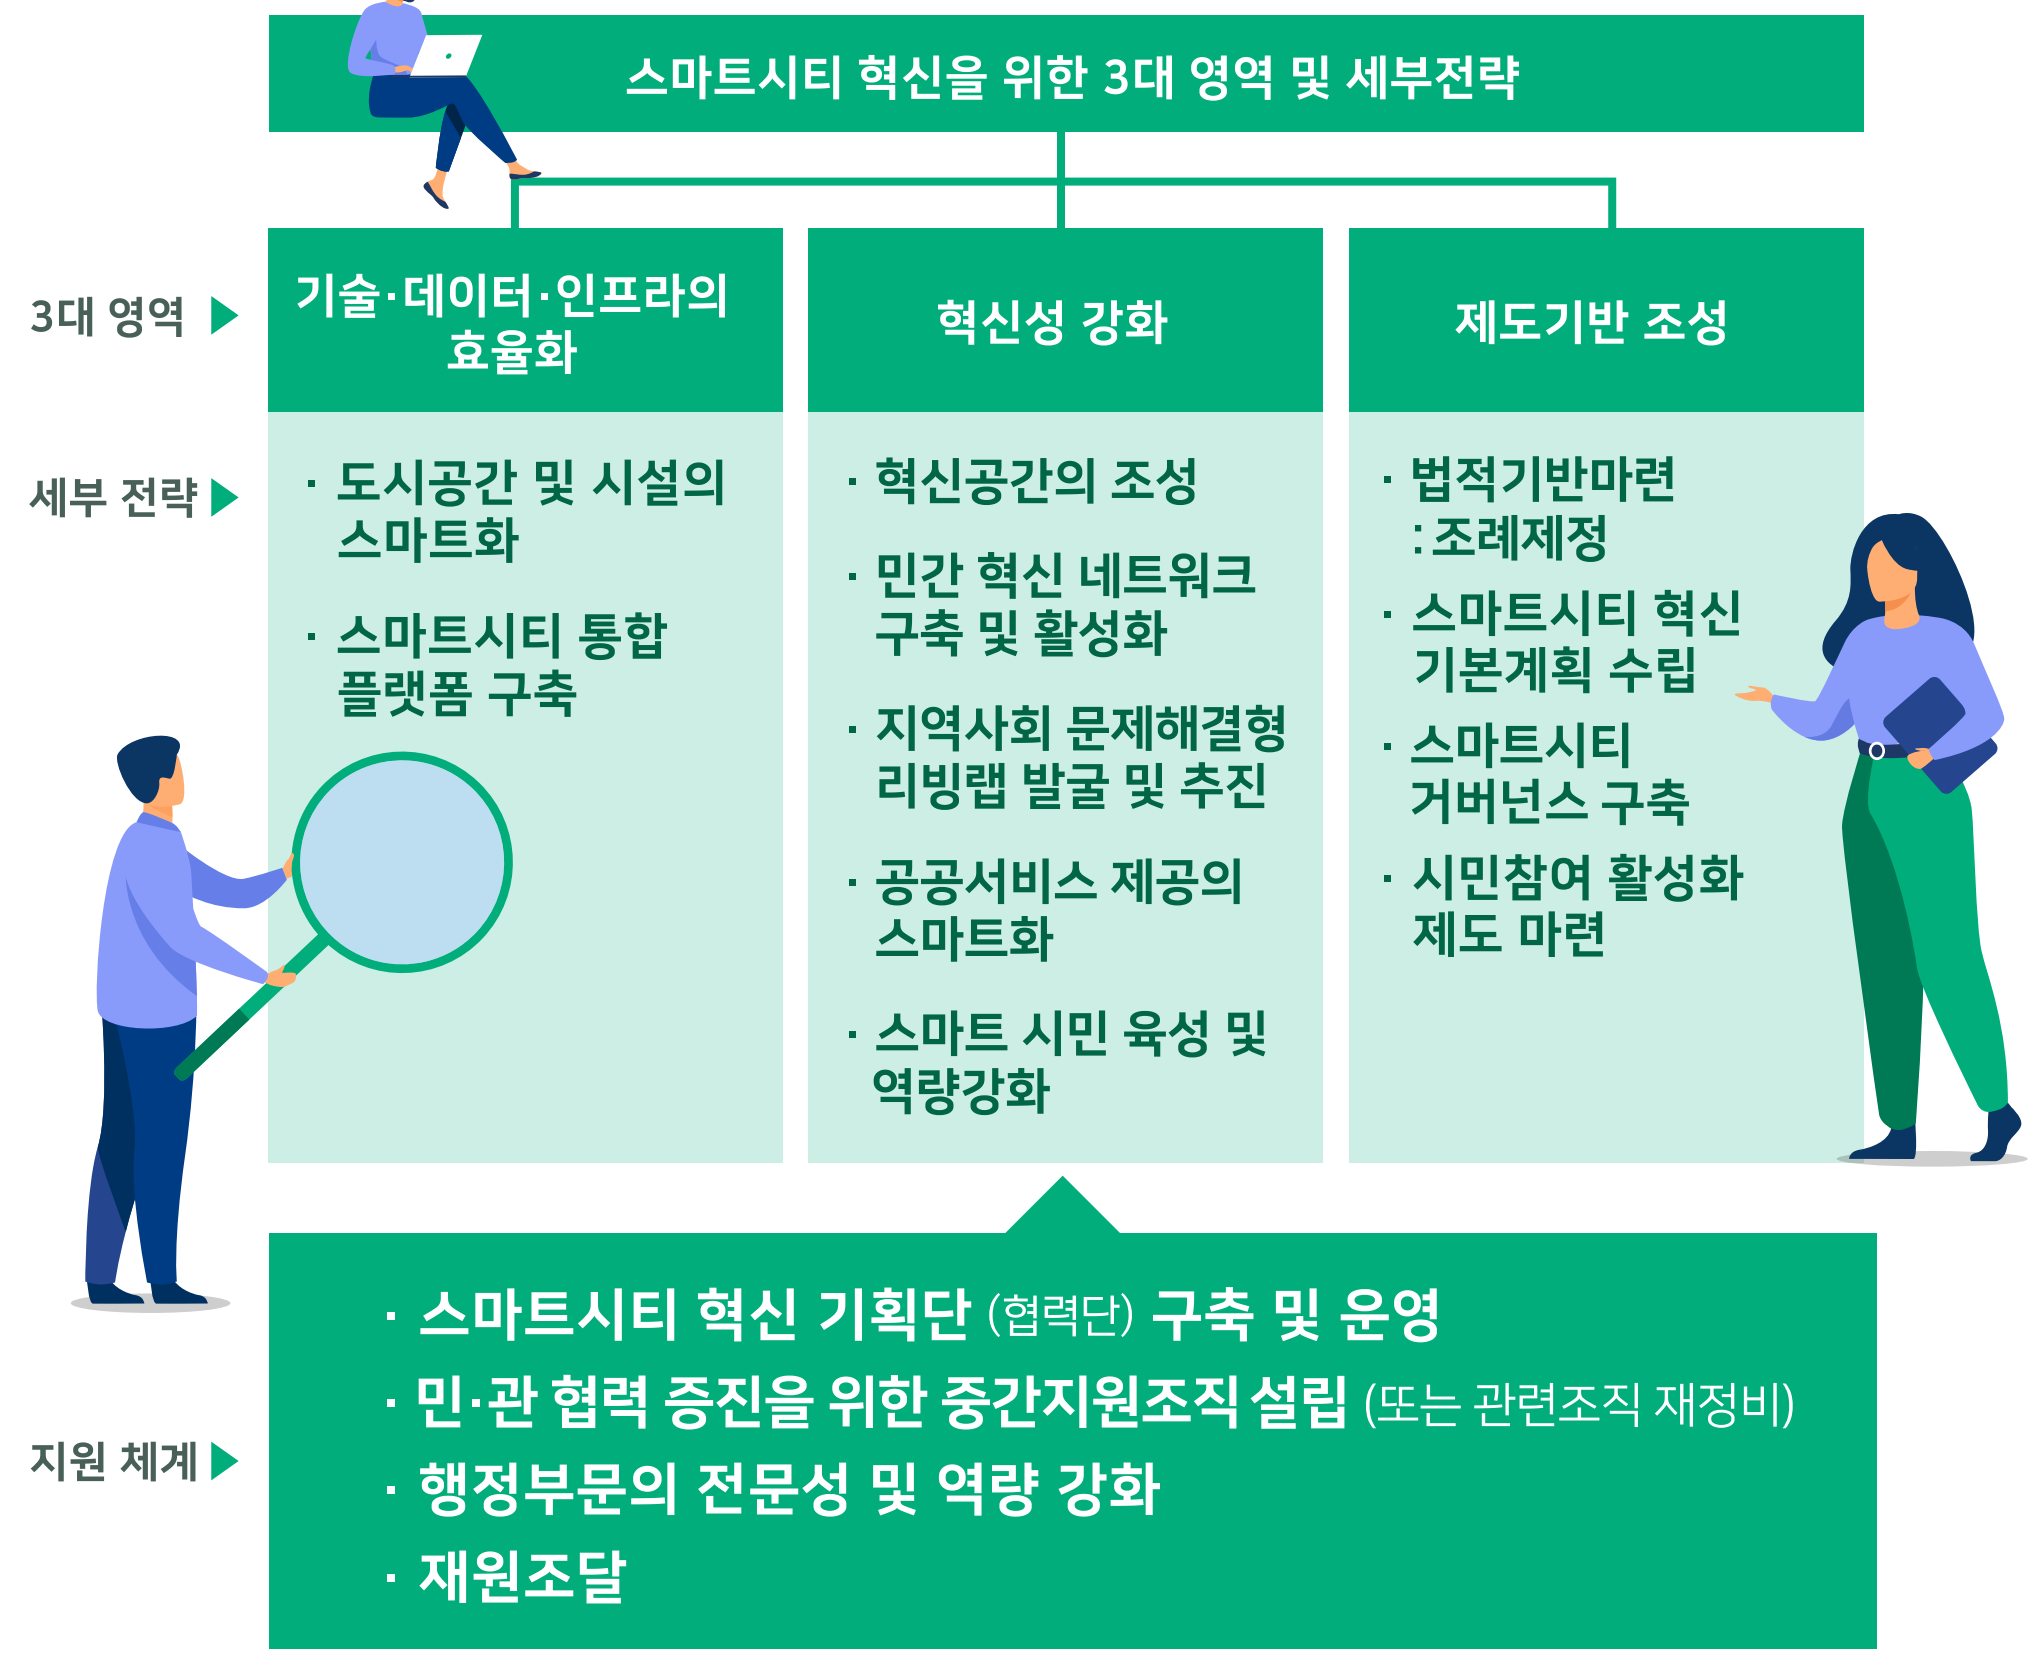 스마트시티 혁신을 위한 3대 영역 및 세부전략
3대 영역
기술·데이터·인프라의
효율화
혁신성 강화
제도기반 조성
세부 전략
· 도시공간 및 시설의
스마트화
· 스마트시티 통합
플랫폼 구축
· 혁신공간의 조성
· 민간 혁신 네트워크
구축 및 활성화
· 지역사회 문제해결형
리빙랩 발굴 및 추진
· 공공서비스 제공의
스마트화
· 스마트 시민 육성 및
역량강화
· 법적기반마련
: 조례제정
· 스마트시티 혁신
기본계획 수립
· 스마트시티
거버넌스 구축
· 시민참여 활성화
제도 마련
지원 체계
· 스마트시티 혁신 기획단 (협력단) 구축 및 운영
· 민·관 협력 증진을 위한 중간지원조직 설립 (또는 관련조직 재정비)
· 행정부문의 전문성 및 역량 강화
· 재원조달